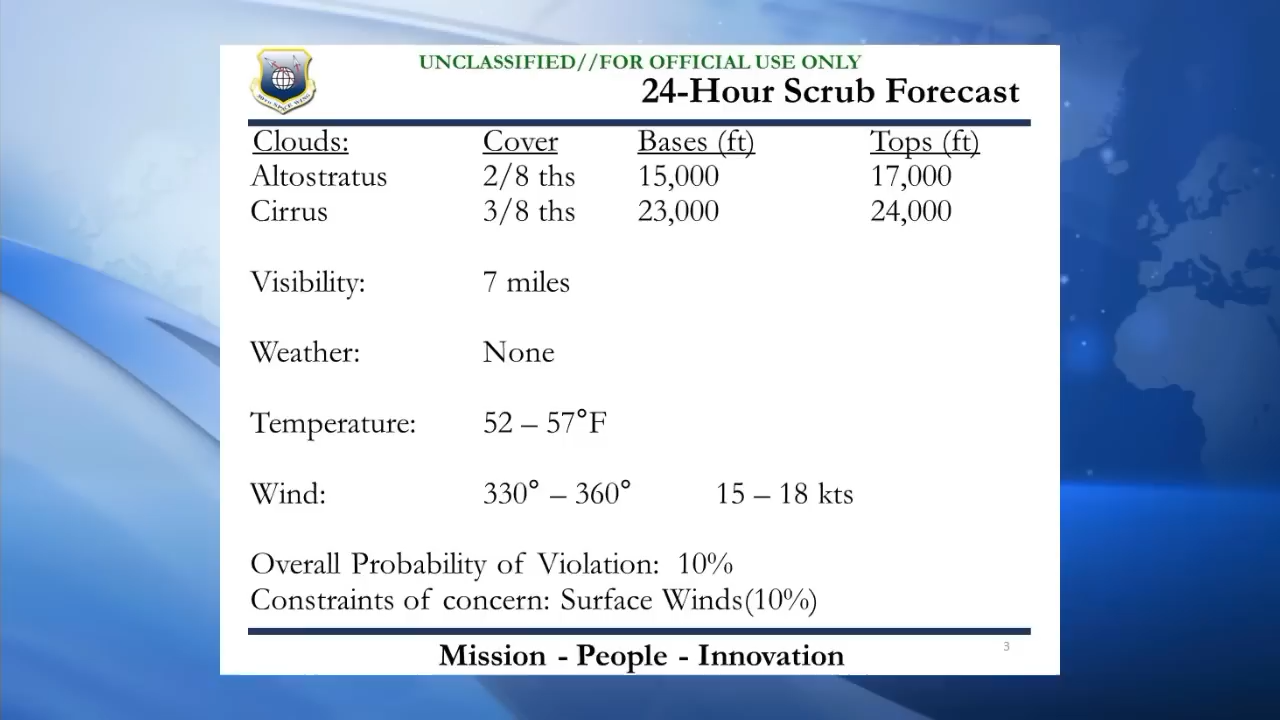 UNCLASSIFIED//FOR OFFICIAL USE ONLY
24-Hour Scrub Forecast
Clouds: Cover Bases (ft) Tops (ft)
Altostratus 2/8 ths 15,000 17,000
Cirrus 3/8 ths 23,000 24,000
Visibility: 7 miles
Weather: None
Temperature: 52 – 57°F
Wind: 330° – 360° 15 – 18 kts
Overall Probability of Violation: 10%
Constraints of concern: Surface Winds(10%)
3
Mission - People - Innovation